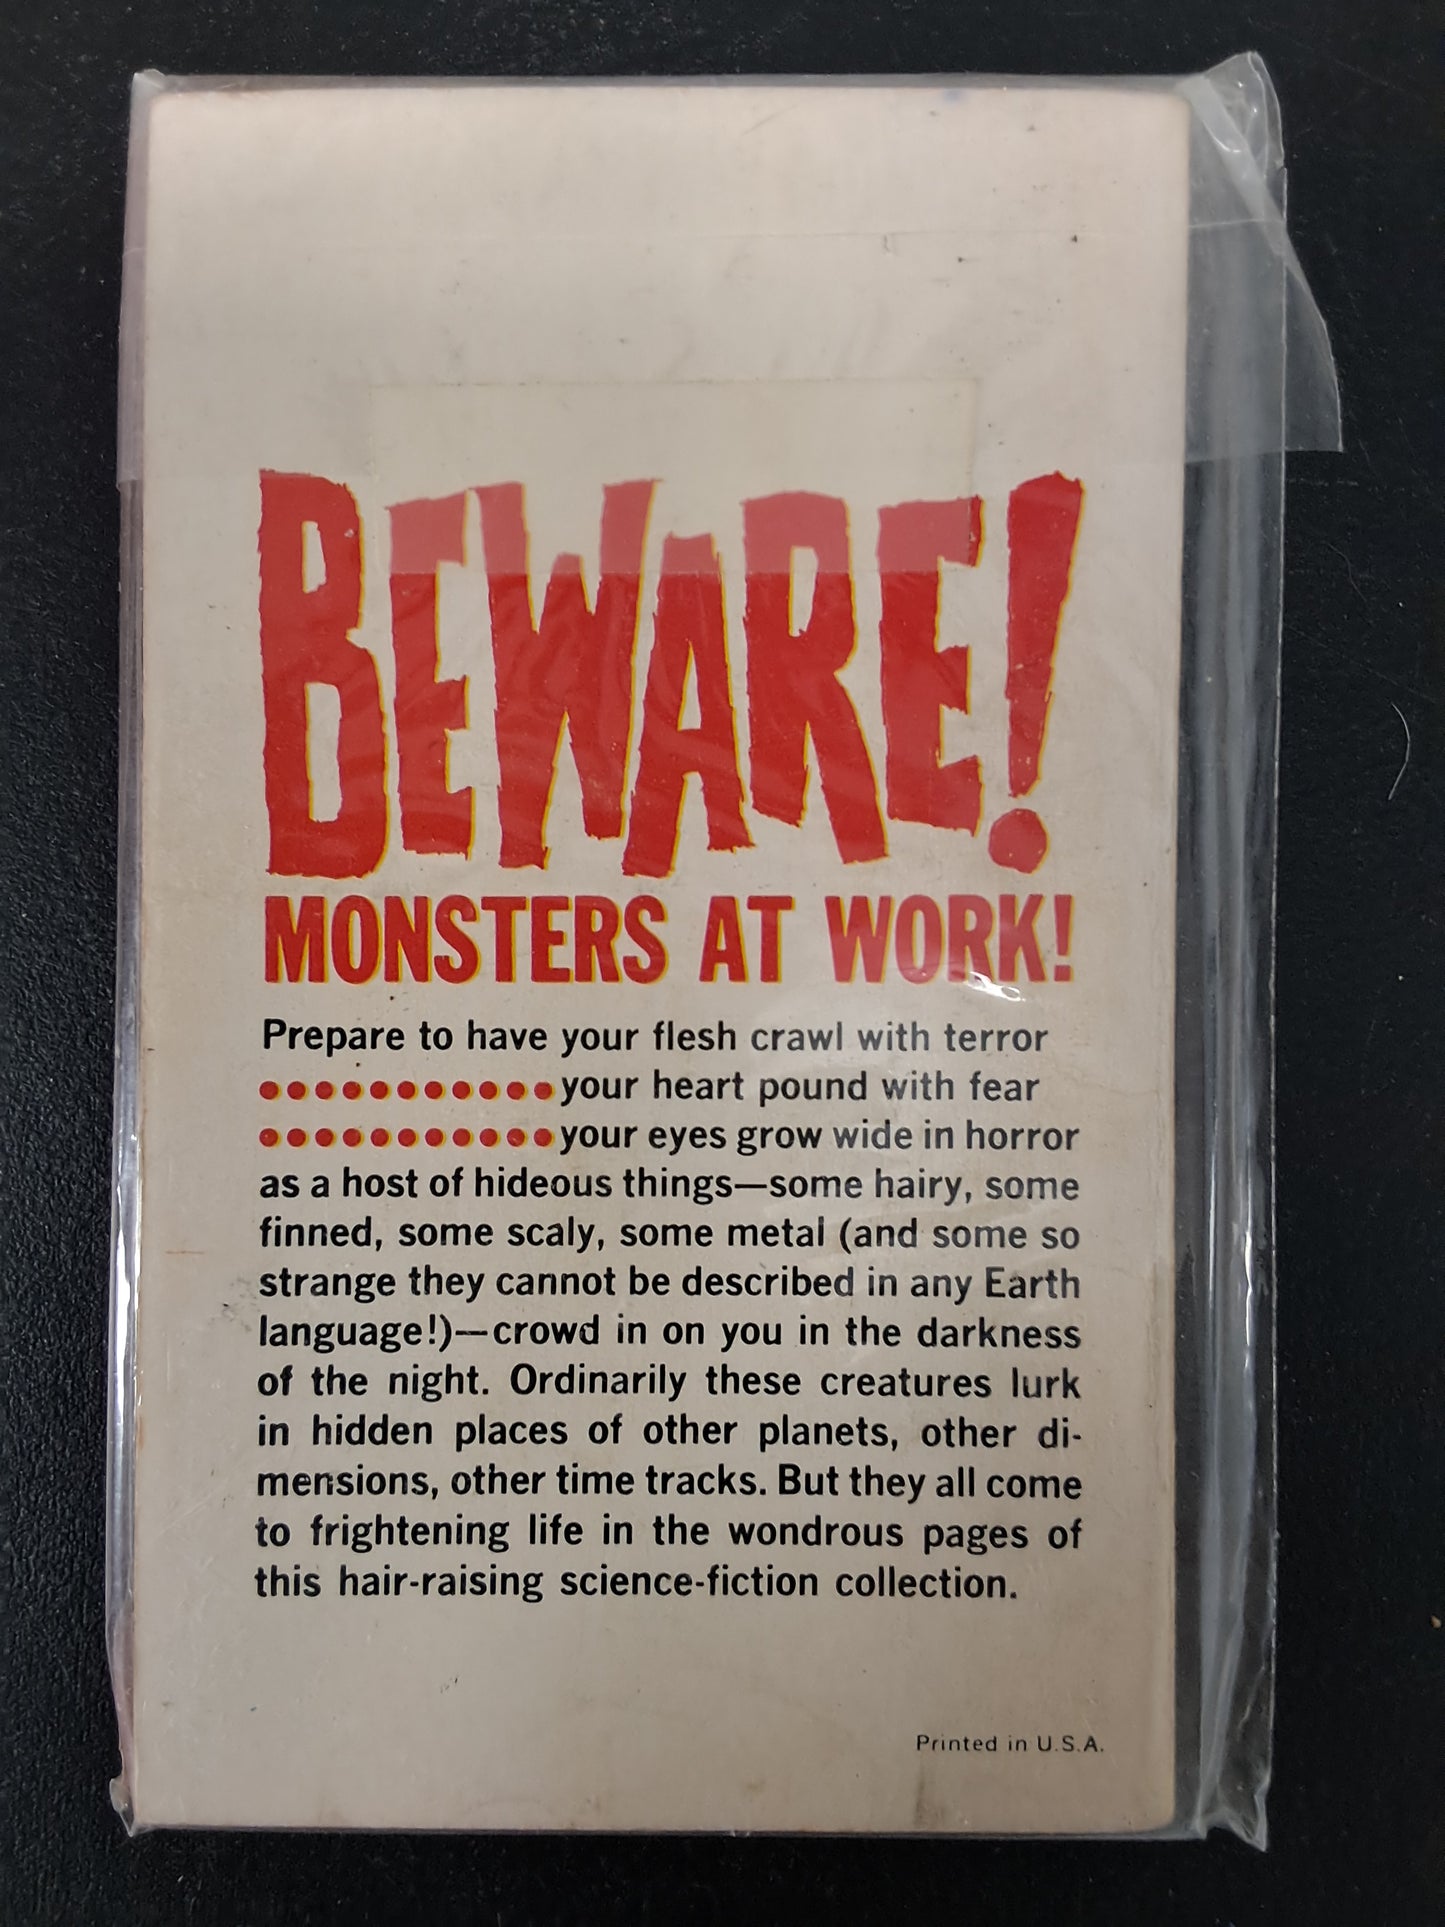 BEWARE!
MONSTERS AT WORK!
Prepare to have your flesh crawl with terror
•••••••••••your heart pound with fear
•••••••••••your eyes grow wide in horror
as a host of hideous things—some hairy, some
finned, some scaly, some metal (and some so
strange they cannot be described in any Earth
language!)—crowd in on you in the darkness
of the night. Ordinarily these creatures lurk
in hidden places of other planets, other di-
mensions, other time tracks. But they all come
to frightening life in the wondrous pages of
this hair-raising science-fiction collection.
Printed in U.S.A.